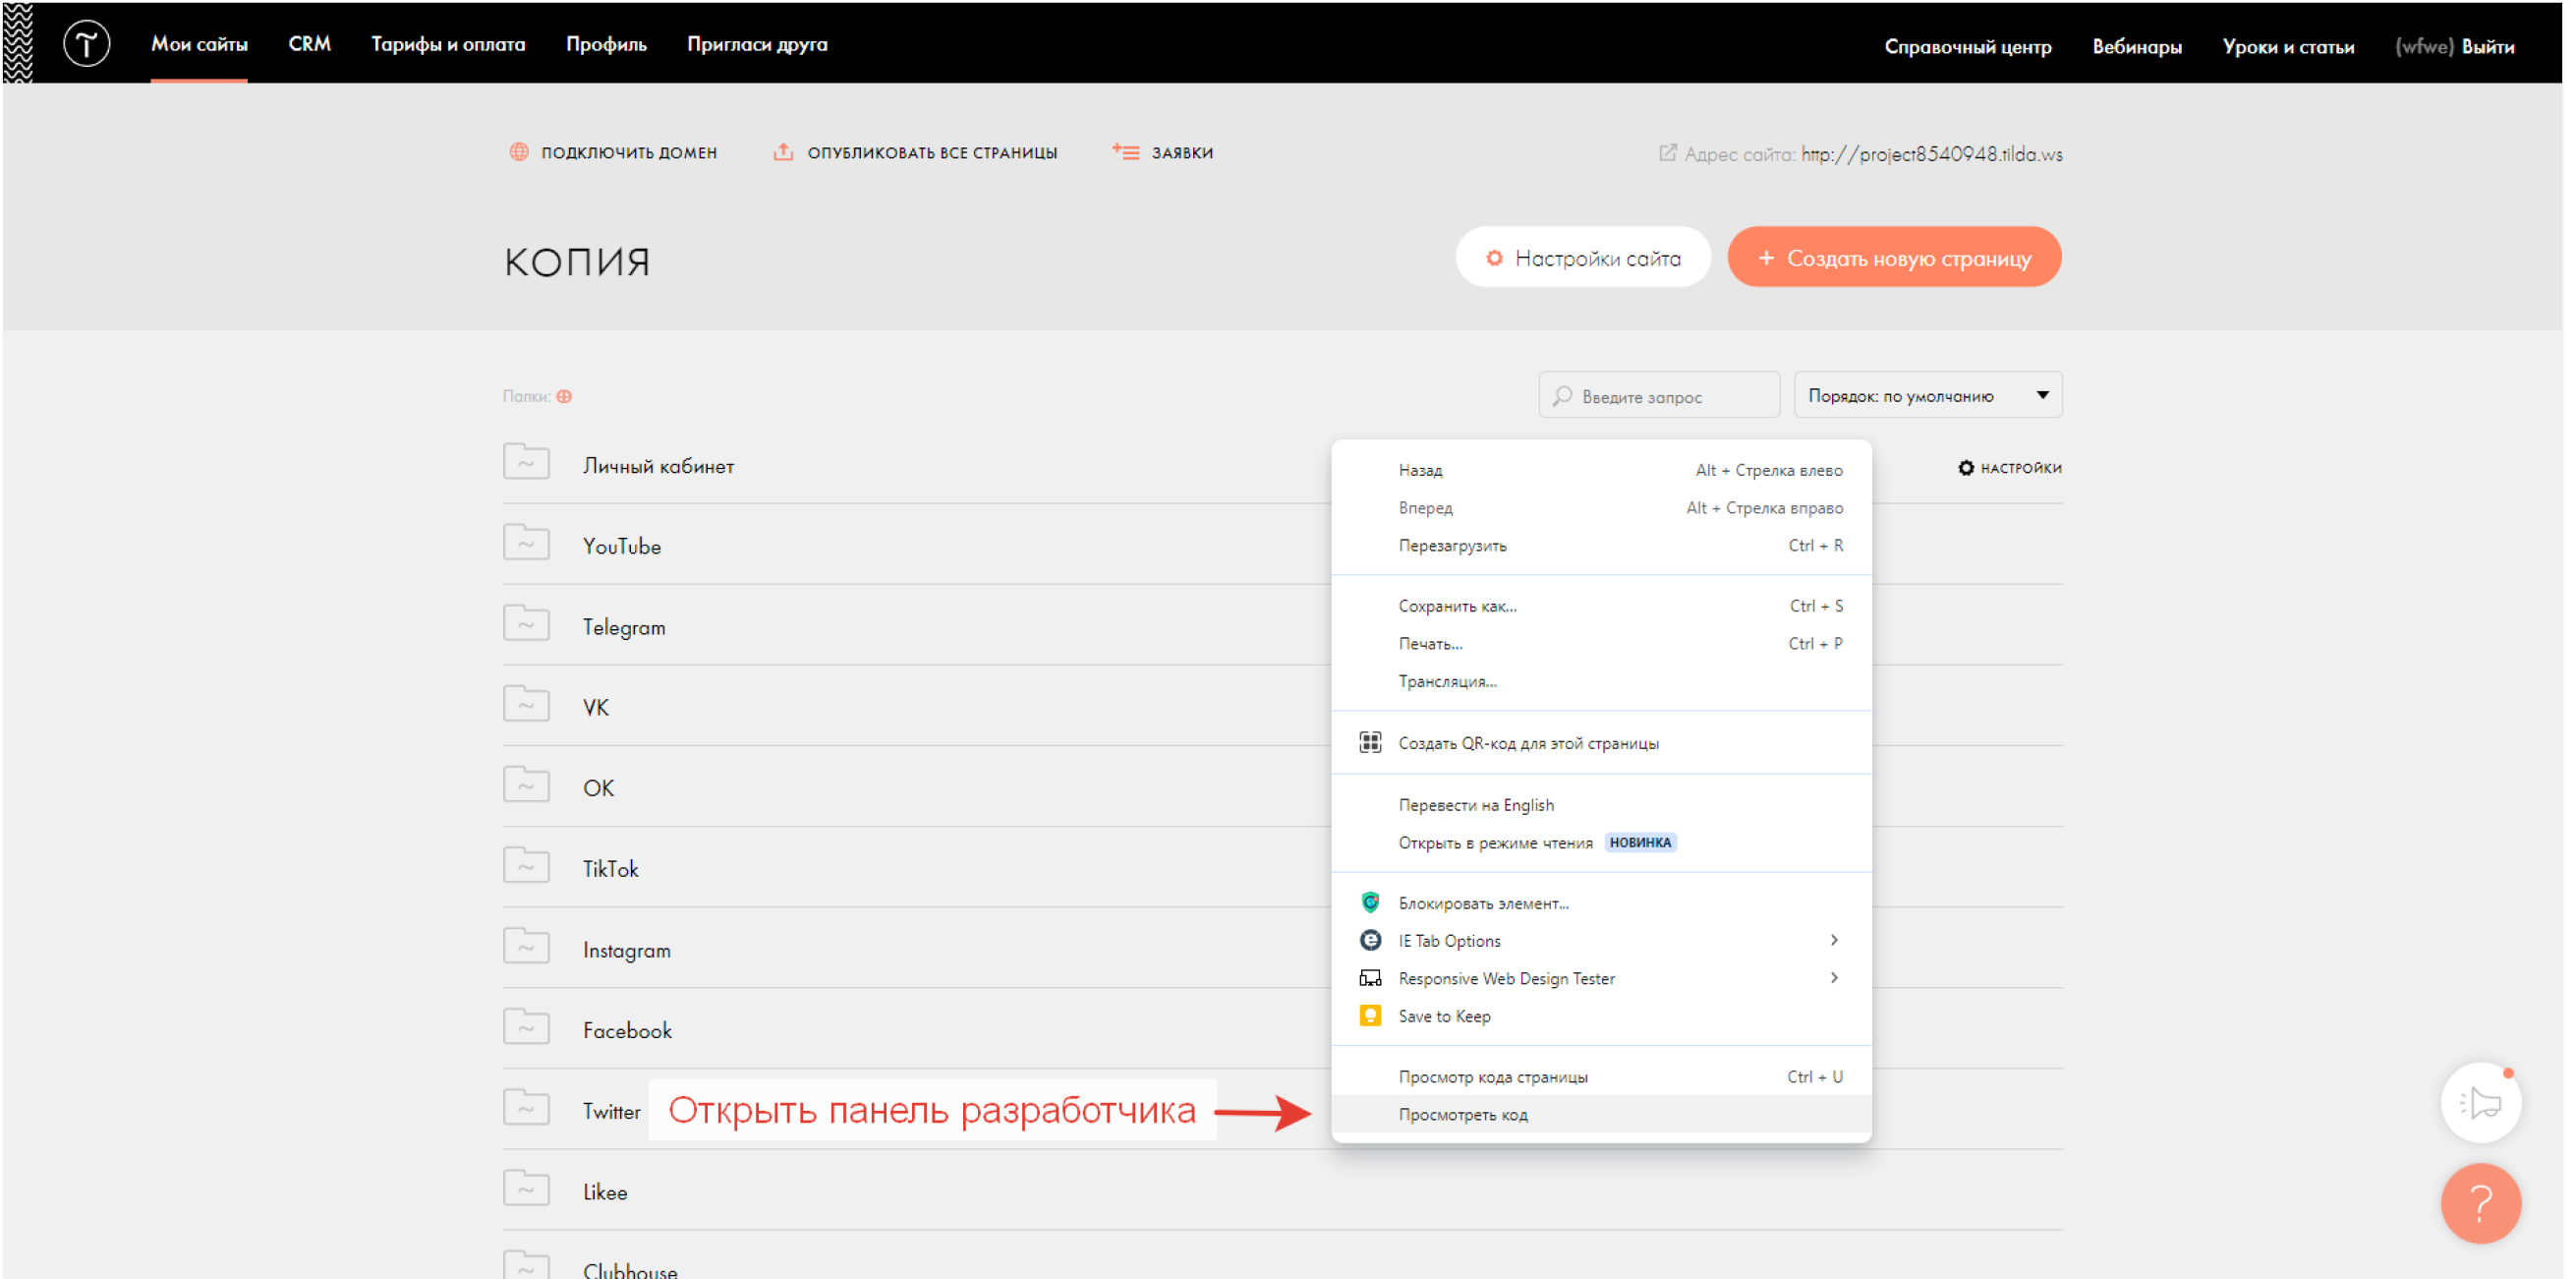 Мои сайты CRM Тарифы и оплата Профиль Пригласи друга Справочный центр Вебинары Уроки и статьи (wfwe) Выйти
ПОДКЛЮЧИТЬ ДОМЕН ОПУБЛИКОВАТЬ ВСЕ СТРАНИЦЫ ЗАЯВКИ Адрес сайта: http://project8540948.tilda.ws
КОПИЯ Настройки сайта + Создать новую страницу
Папки: Введите запрос Порядок: по умолчанию
Личный кабинет НАСТРОЙКИ
YouTube
Telegram
VK
OK
TikTok
Instagram
Facebook
Twitter
Likee
Clubhouse
Назад Alt + Стрелка влево
Вперед Alt + Стрелка вправо
Перезагрузить Ctrl + R
Сохранить как... Ctrl + S
Печать... Ctrl + P
Трансляция...
Создать QR-код для этой страницы
Перевести на English
Открыть в режиме чтения НОВИНКА
Блокировать элемент...
IE Tab Options
Responsive Web Design Tester
Save to Keep
Просмотр кода страницы Ctrl + U
Просмотреть код
Открыть панель разработчика
?